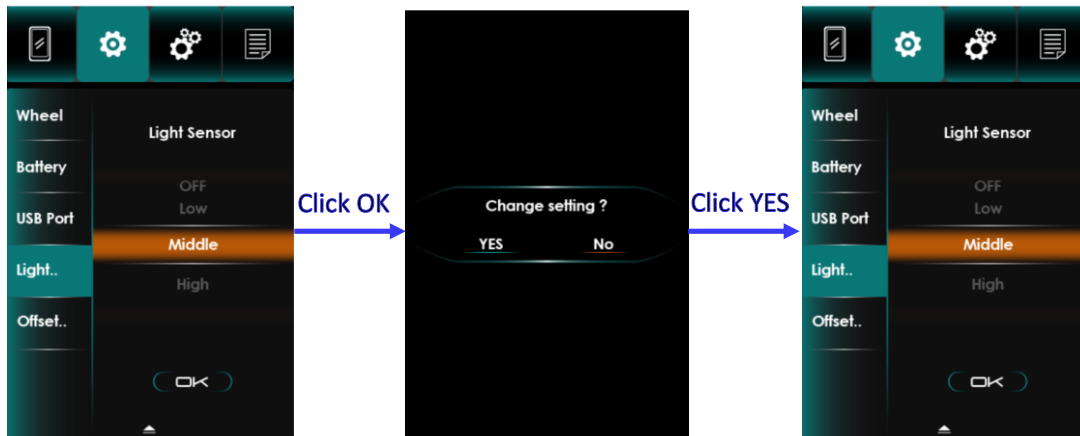 Wheel
Battery
USB Port
Light..
Offset..
Light Sensor
OFF
Low
Middle
High
OK
Click OK
Change setting ?
YES No
Click YES
Wheel
Battery
USB Port
Light..
Offset..
Light Sensor
OFF
Low
Middle
High
OK